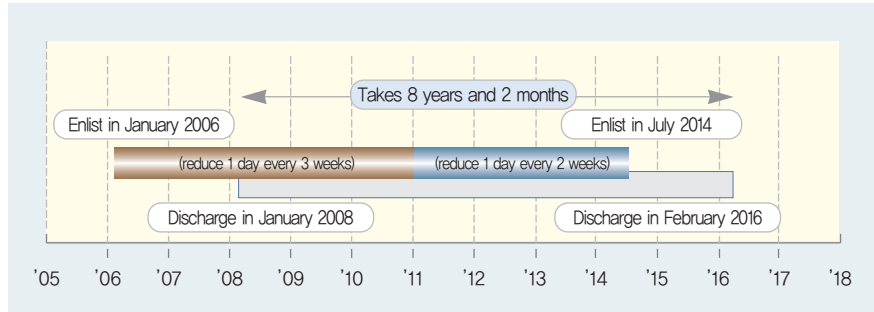 Takes 8 years and 2 months
Enlist in January 2006
Enlist in July 2014
(reduce 1 day every 3 weeks)
(reduce 1 day every 2 weeks)
Discharge in January 2008
Discharge in February 2016
’05 ’06 ’07 ’08 ’09 ’10 ’11 ’12 ’13 ’14 ’15 ’16 ’17 ’18